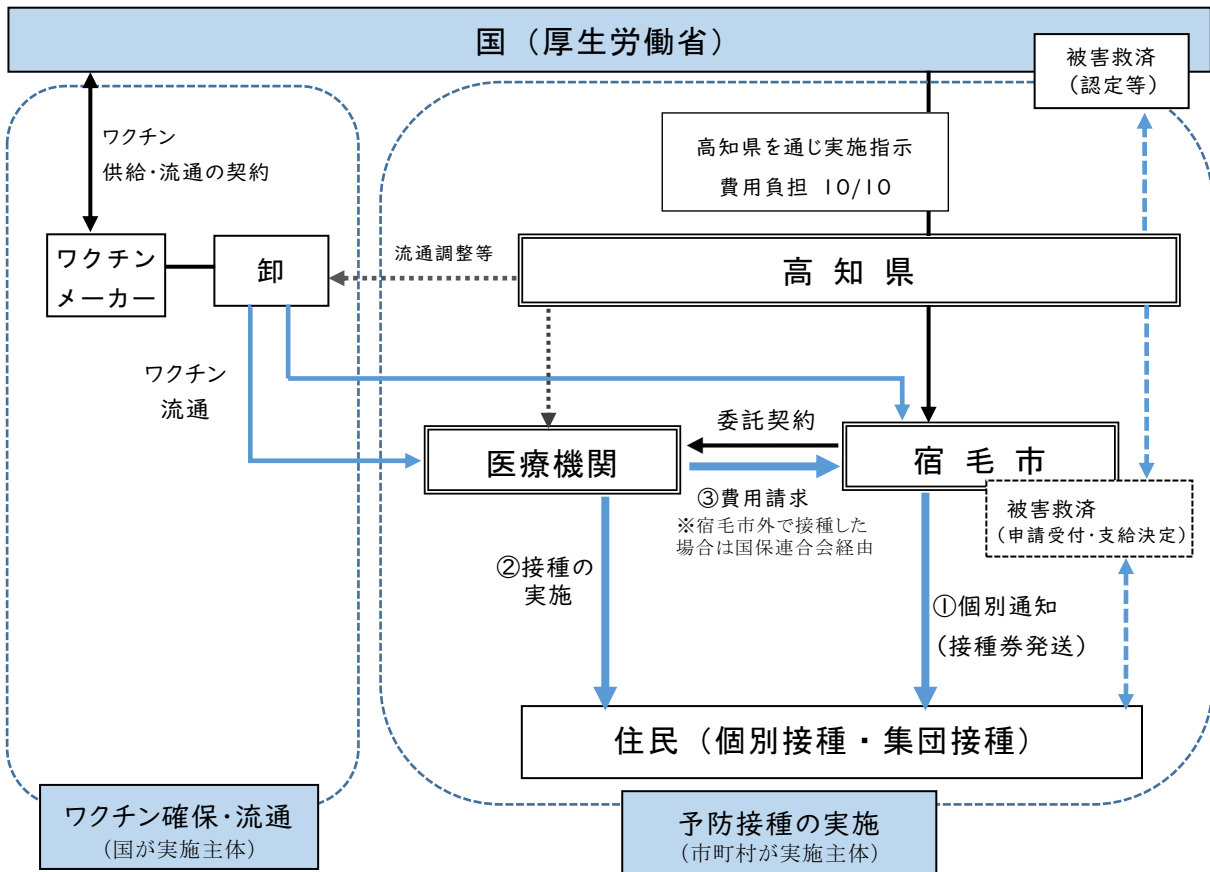 国（厚生労働省）
被害救済
（認定等）
ワクチン
供給・流通の契約
高知県を通じ実施指示
費用負担 10/10
ワクチン
メーカー
卸
流通調整等
高知県
ワクチン
流通
委託契約
医療機関
宿毛市
③費用請求
※宿毛市外で接種した
場合は国保連合会経由
被害救済
（申請受付・支給決定）
②接種の
実施
①個別通知
（接種券発送）
住民（個別接種・集団接種）
ワクチン確保・流通
（国が実施主体）
予防接種の実施
（市町村が実施主体）